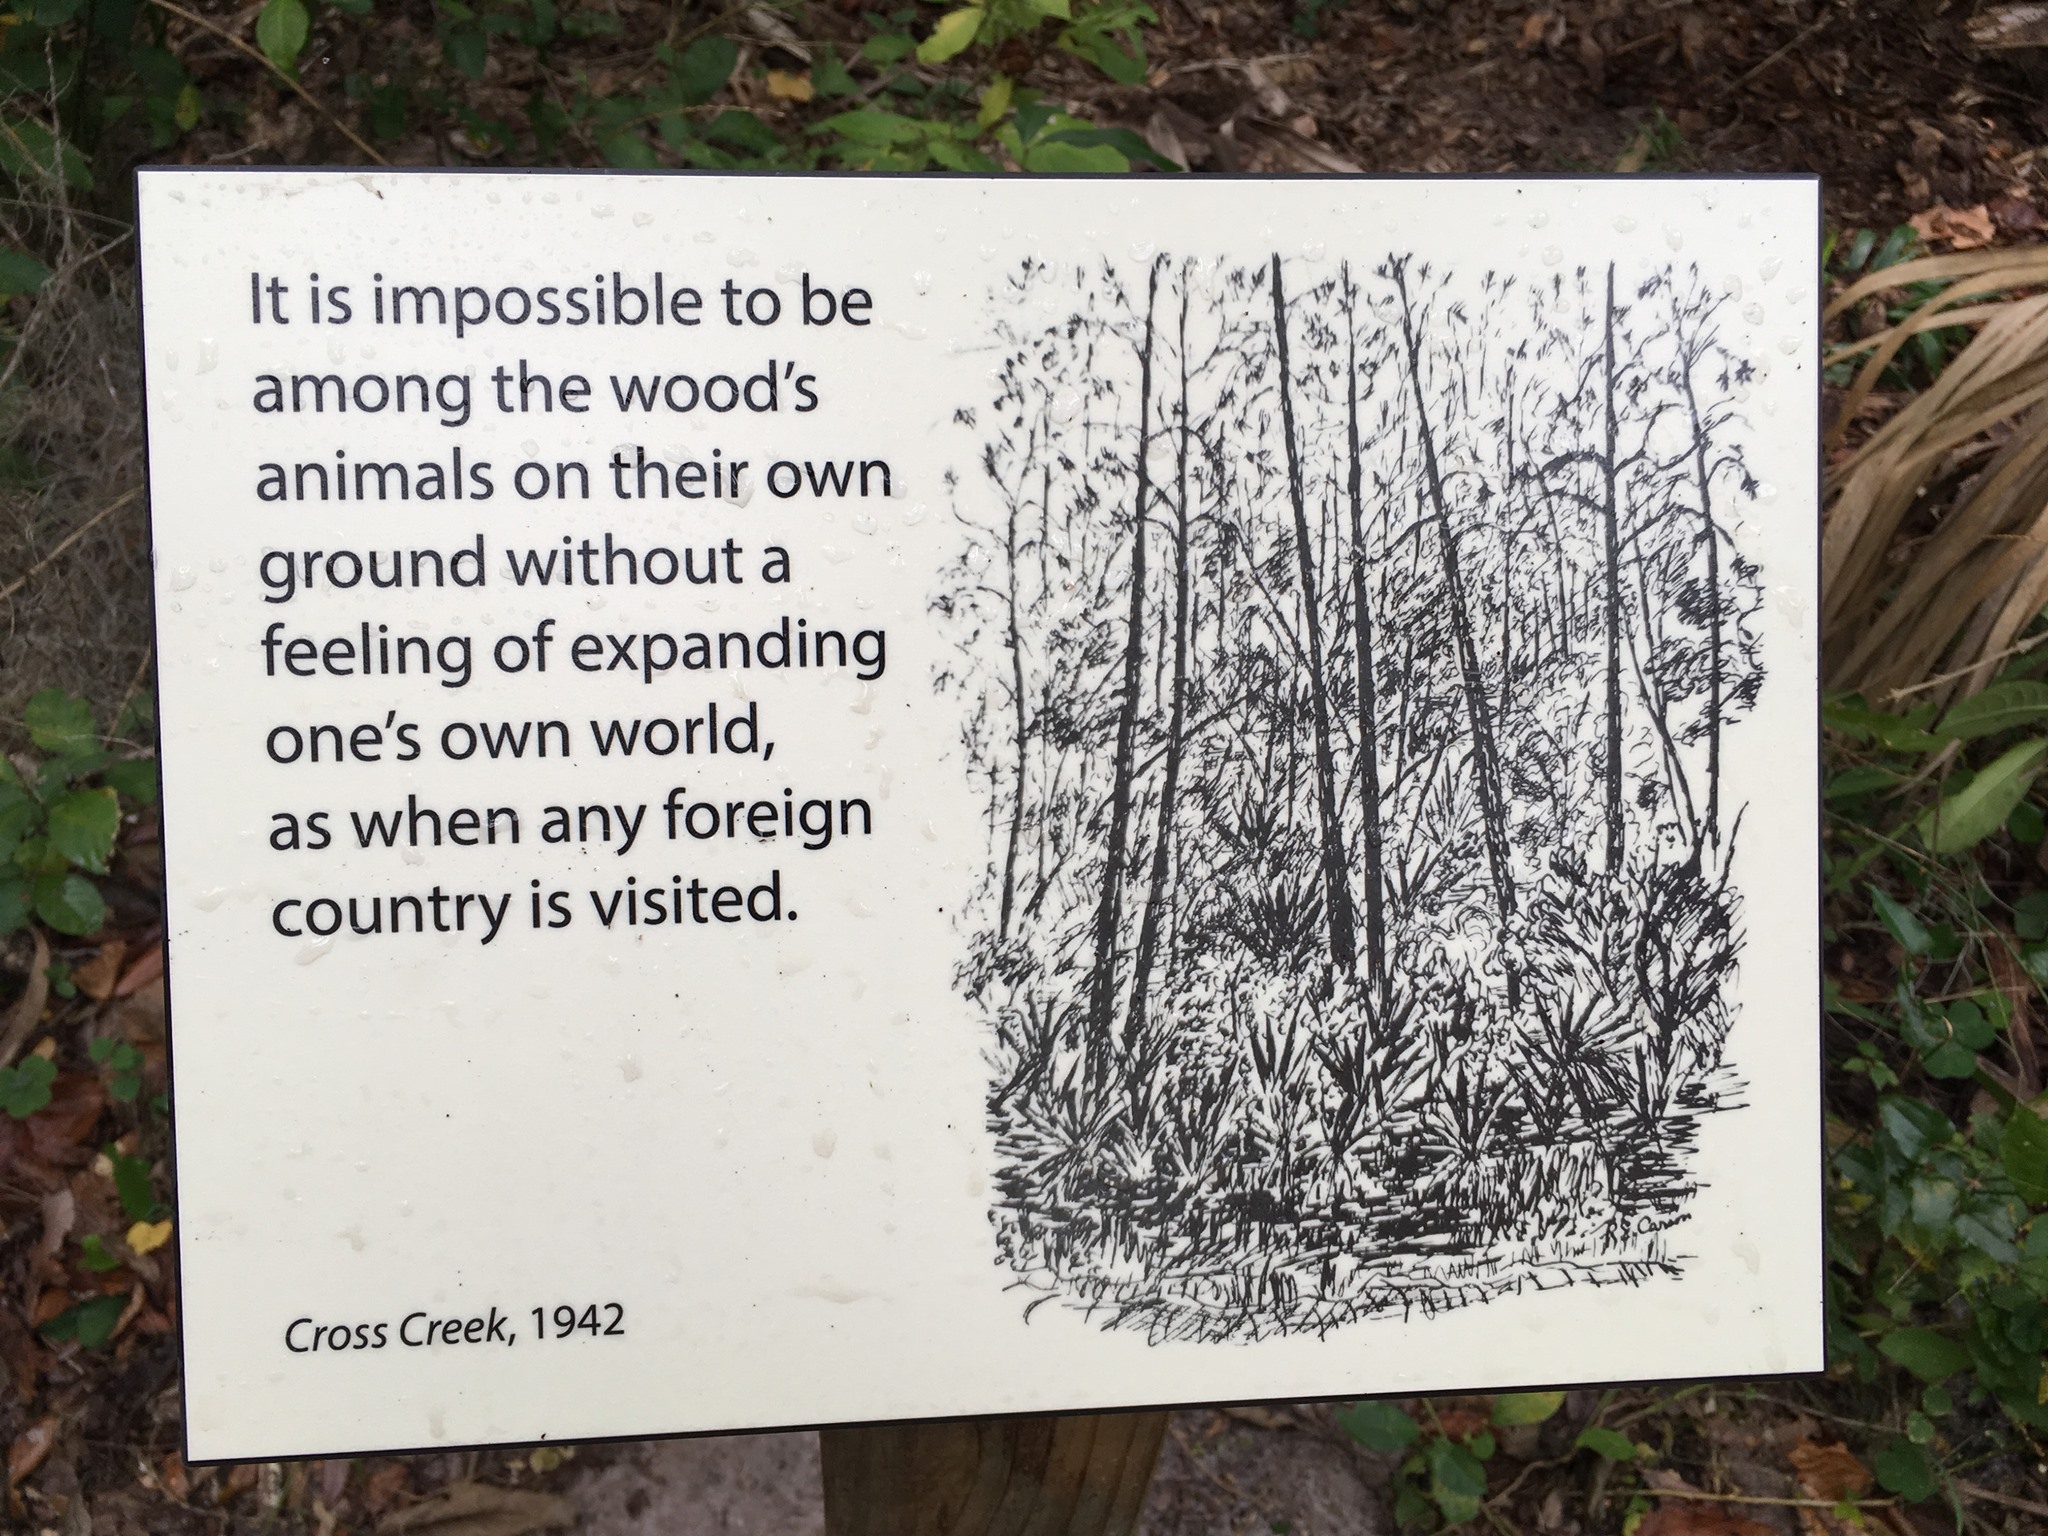 It is impossible to be
among the wood's
animals on their own
ground without a
feeling of expanding
one's own world,
as when any foreign
country is visited.
Cross Creek, 1942